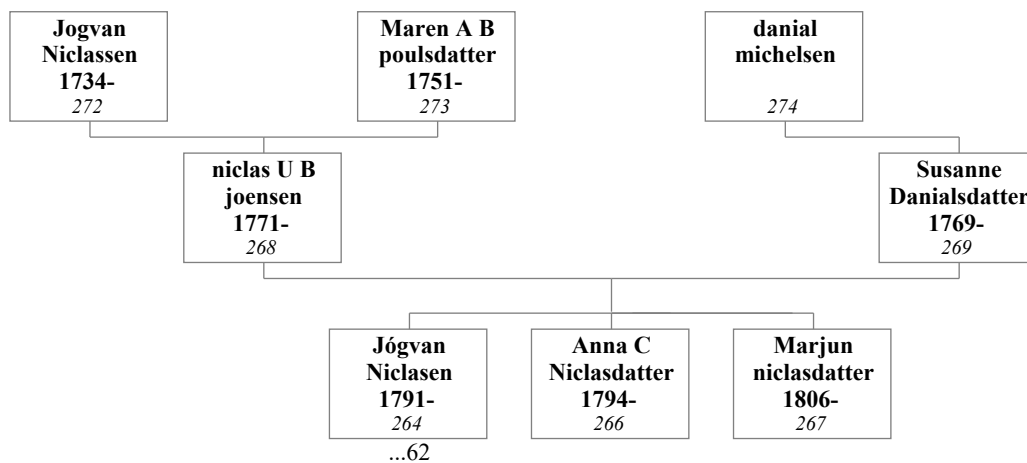 Jogvan
Niclassen
1734-
272
Maren A B
poulsdatter
1751-
273
danial
michelsen
274
niclas U B
joensen
1771-
268
Susanne
Danialsdatter
1769-
269
Jógvan
Niclasen
1791-
264
...62
Anna C
Niclasdatter
1794-
266
Marjun
niclasdatter
1806-
267